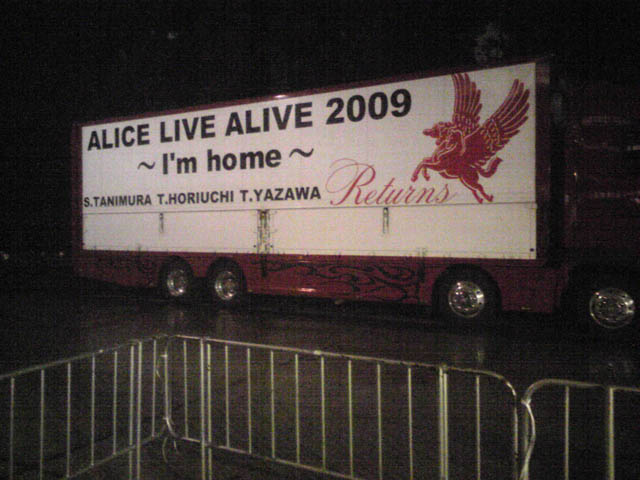 ALICE LIVE ALIVE 2009
~ I'm home ~
S.TANIMURA T.HORIUCHI T.YAZAWA
Returns